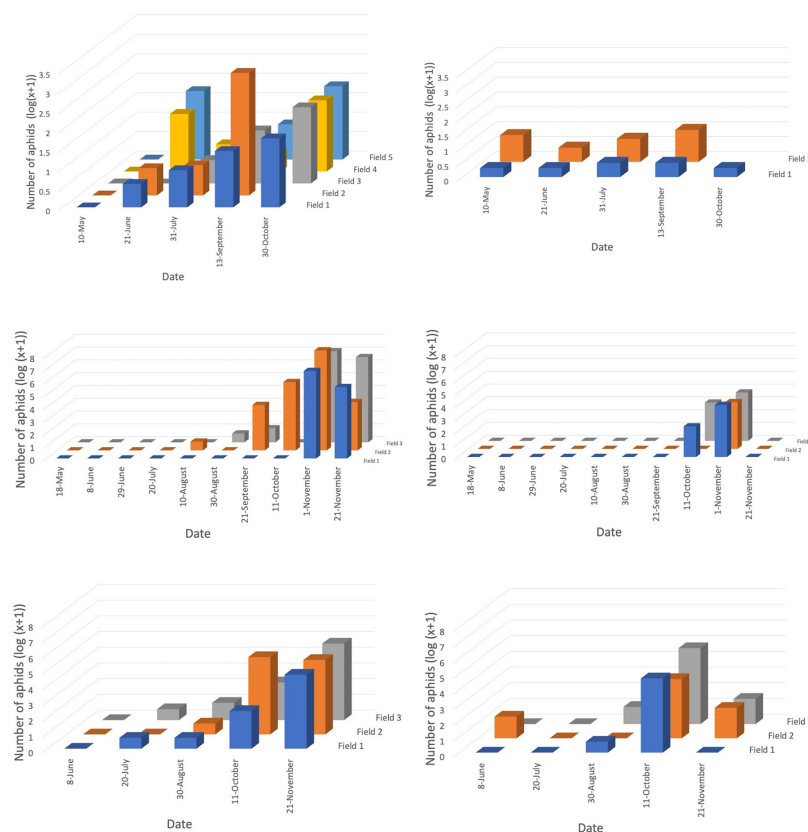 Number of aphids (log(x+1))
3.5
3
2.5
2
1.5
1
0.5
0
10-May
21-June
31-July
13-September
30-October
Field 5
Field 4
Field 3
Field 2
Field 1
Date
Number of aphids (log(x+1))
3.5
3
2.5
2
1.5
1
0.5
0
10-May
21-June
31-July
13-September
30-October
Field
Field 1
Date
Number of aphids (log (x+1))
8
7
6
5
4
3
2
1
0
18-May
8-June
29-June
20-July
10-August
30-August
21-September
11-October
1-November
21-November
Field 3
Field 2
Field 1
Date
Number of aphids (log (x+1))
8
7
6
5
4
3
2
1
0
18-May
8-June
29-June
20-July
10-August
30-August
21-September
11-October
1-November
21-November
Field
Field 2
Field 1
Date
Number of aphids (log (x+1))
8
7
6
5
4
3
2
1
0
8-June
20-July
30-August
11-October
21-November
Field 3
Field 2
Field 1
Date
Number of aphids (log (x+1))
8
7
6
5
4
3
2
1
0
8-June
20-July
30-August
11-October
21-November
Field
Field 2
Field 1
Date